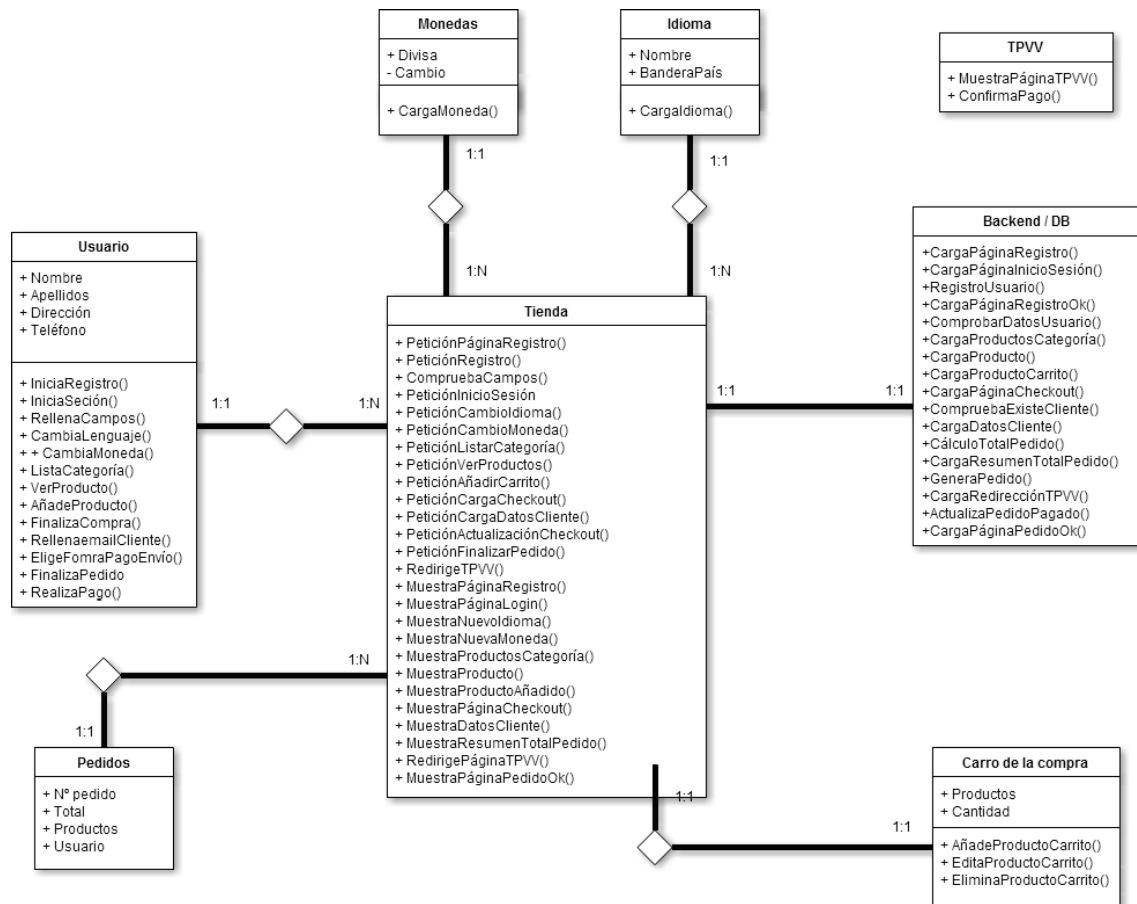 Monedas
+ Divisa
- Cambio
+ CargaMoneda()
Idioma
+ Nombre
+ BanderaPaís
+ CargaIdioma()
TPVV
+ MuestraPáginaTPVV()
+ ConfirmaPago()
1:1
1:N
1:1
1:N
Usuario
+ Nombre
+ Apellidos
+ Dirección
+ Teléfono
+ IniciaRegistro()
+ IniciaSeción()
+ RellenaCampos()
+ CambiaLenguaje()
+ + CambiaMoneda()
+ ListaCategoría()
+ VerProducto()
+ AñadeProducto()
+ FinalizaCompra()
+ RellenaemailCliente()
+ EligeFomraPagoEnvío()
+ FinalizaPedido
+ RealizaPago()
1:1
1:N
Tienda
+ PeticiónPáginaRegistro()
+ PeticiónRegistro()
+ CompruebaCampos()
+ PeticiónInicioSesión
+ PeticiónCambioIdioma()
+ PeticiónCambioMoneda()
+ PeticiónListarCategoría()
+ PeticiónVerProductos()
+ PeticiónAñadirCarrito()
+ PeticiónCargaCheckout()
+ PeticiónCargaDatosCliente()
+ PeticiónActualizaciónCheckout()
+ PeticiónFinalizarPedido()
+ RedirigeTPVV()
+ MuestraPáginaRegistro()
+ MuestraPáginaLogin()
+ MuestraNuevoIdioma()
+ MuestraNuevaMoneda()
+ MuestraProductosCategoría()
+ MuestraProducto()
+ MuestraProductoAñadido()
+ MuestraPáginaCheckout()
+ MuestraDatosCliente()
+ MuestraResumenTotalPedido()
+ RedirigePáginaTPVV()
+ MuestraPáginaPedidoOk()
1:1
1:1
Backend / DB
+CargaPáginaRegistro()
+CargaPáginaInicioSesión()
+RegistroUsuario()
+CargaPáginaRegistroOk()
+ComprobarDatosUsuario()
+CargaProductosCategoría()
+CargaProducto()
+CargaProductoCarrito()
+CargaPáginaCheckout()
+CompruebaExisteCliente()
+CargaDatosCliente()
+CálculoTotalPedido()
+CargaResumenTotalPedido()
+GeneraPedido()
+CargaRedirecciónTPVV()
+ActualizaPedidoPagado()
+CargaPáginaPedidoOk()
1:N
1:1
Pedidos
+ Nº pedido
+ Total
+ Productos
+ Usuario
1:1
1:1
Carro de la compra
+ Productos
+ Cantidad
+ AñadeProductoCarrito()
+ EditaProductoCarrito()
+ EliminaProductoCarrito()